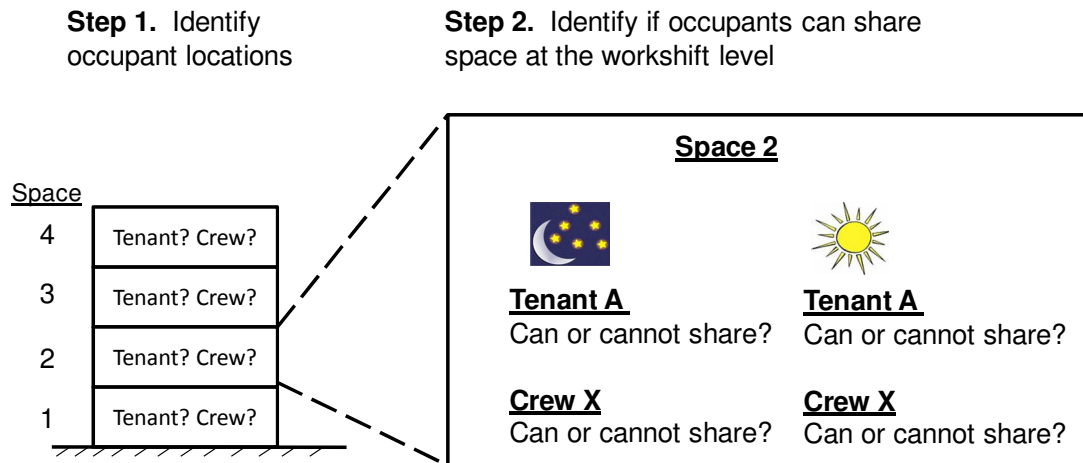 Step 1. Identify
occupant locations
Step 2. Identify if occupants can share
space at the workshift level
Space
4
Tenant? Crew?
3
Tenant? Crew?
2
Tenant? Crew?
1
Tenant? Crew?
Space 2
Tenant A
Can or cannot share?
Crew X
Can or cannot share?
Tenant A
Can or cannot share?
Crew X
Can or cannot share?